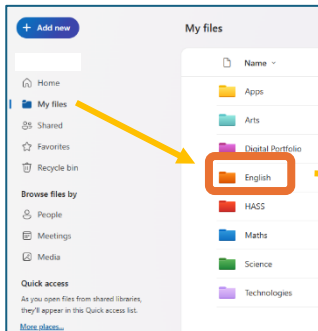 + Add new
My files
Name
Home
My files
Shared
Favorites
Recycle bin
Browse files by
People
Meetings
Media
Quick access
As you open files from shared libraries,
they'll appear in this Quick access list.
More places...
Apps
Arts
Digital Portfolio
English
HASS
Maths
Science
Technologies